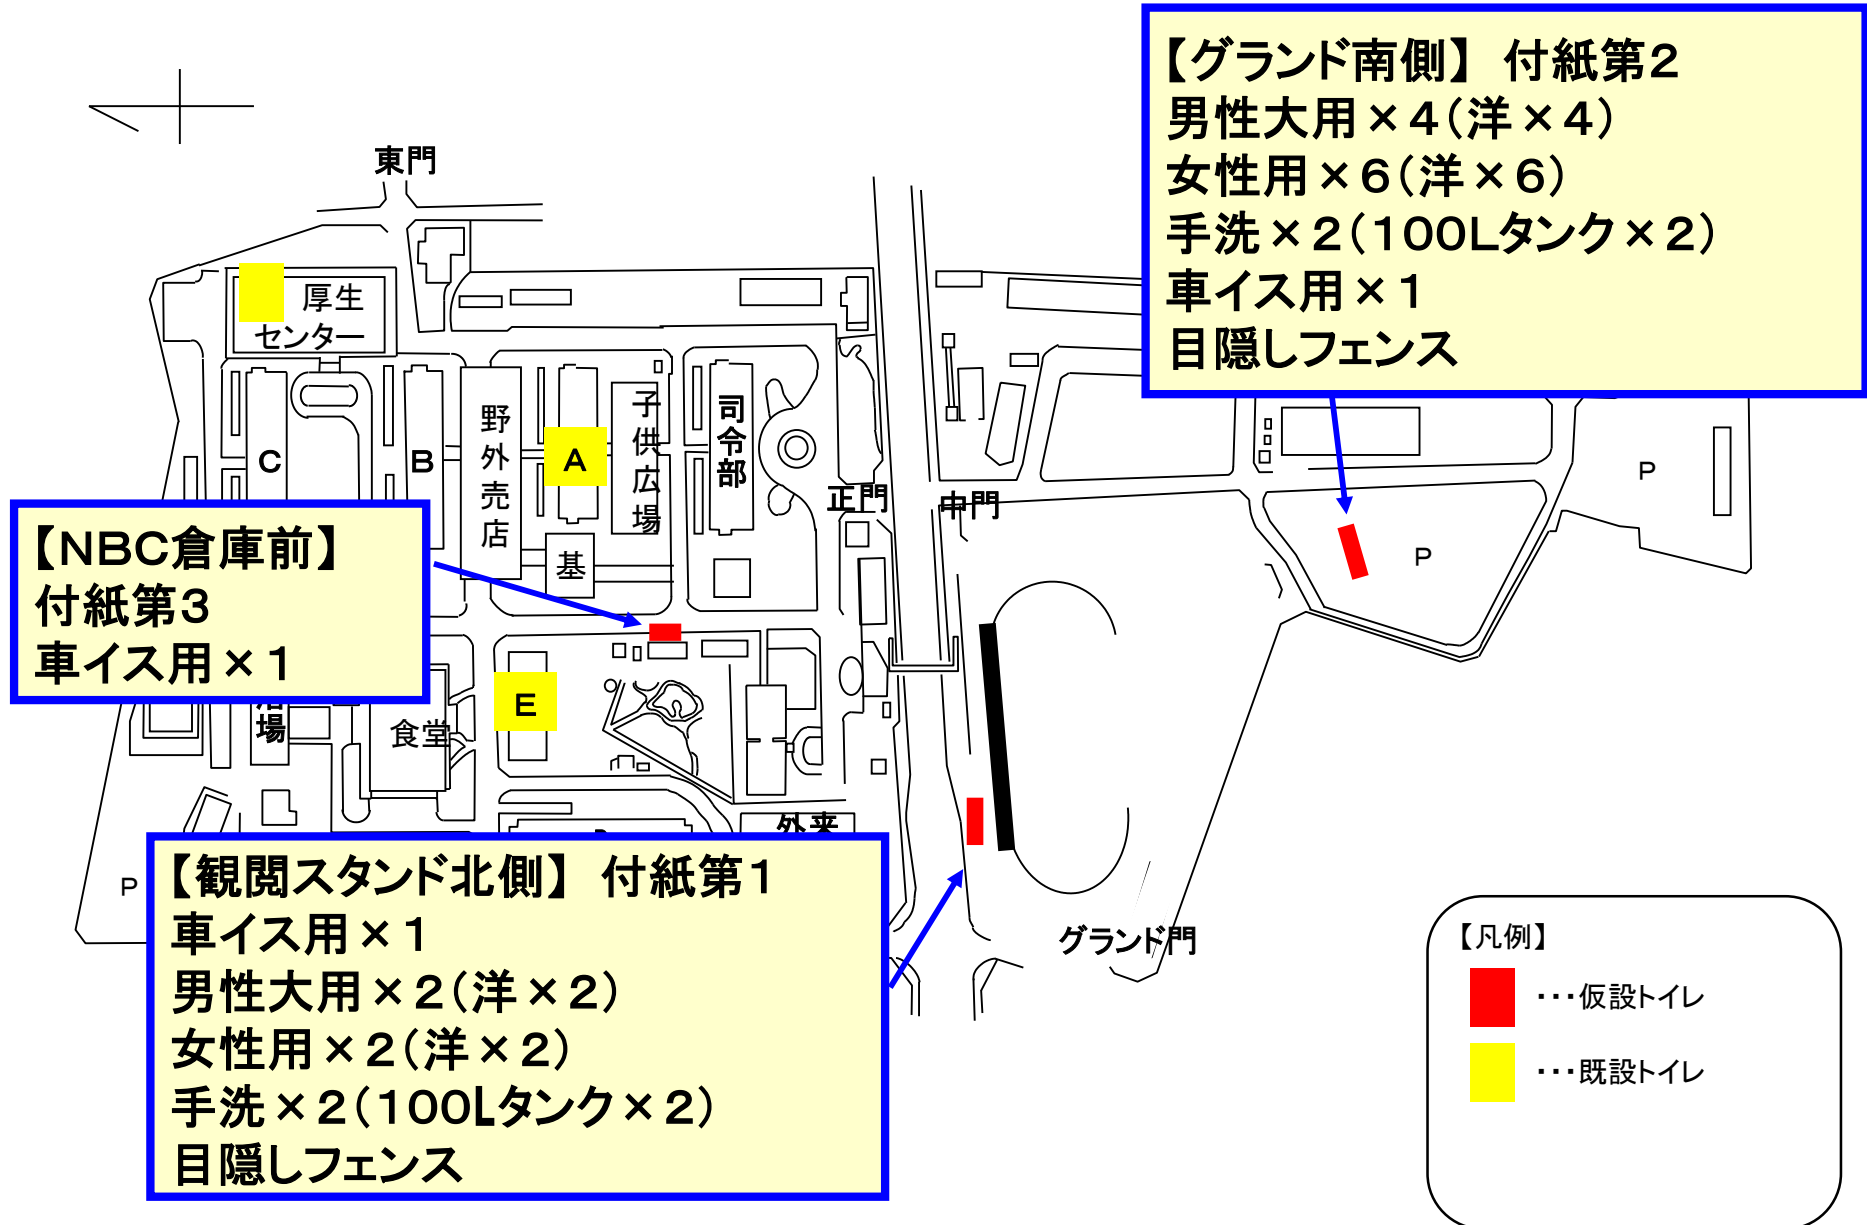 【グランド南側】 付紙第2
男性大用×4(洋×4)
女性用×6(洋×6)
手洗×2(100Lタンク×2)
車イス用×1
目隠しフェンス
東門
厚生
センター
C
B
野外売店
A
子供広場
司令部
基
正門
中門
P
P
【NBC倉庫前】
付紙第3
車イス用×1
E
場
食堂
外来
P
【観閲スタンド北側】 付紙第1
車イス用×1
男性大用×2(洋×2)
女性用×2(洋×2)
手洗×2(100Lタンク×2)
目隠しフェンス
グランド門
【凡例】
・・・仮設トイレ
・・・既設トイレ